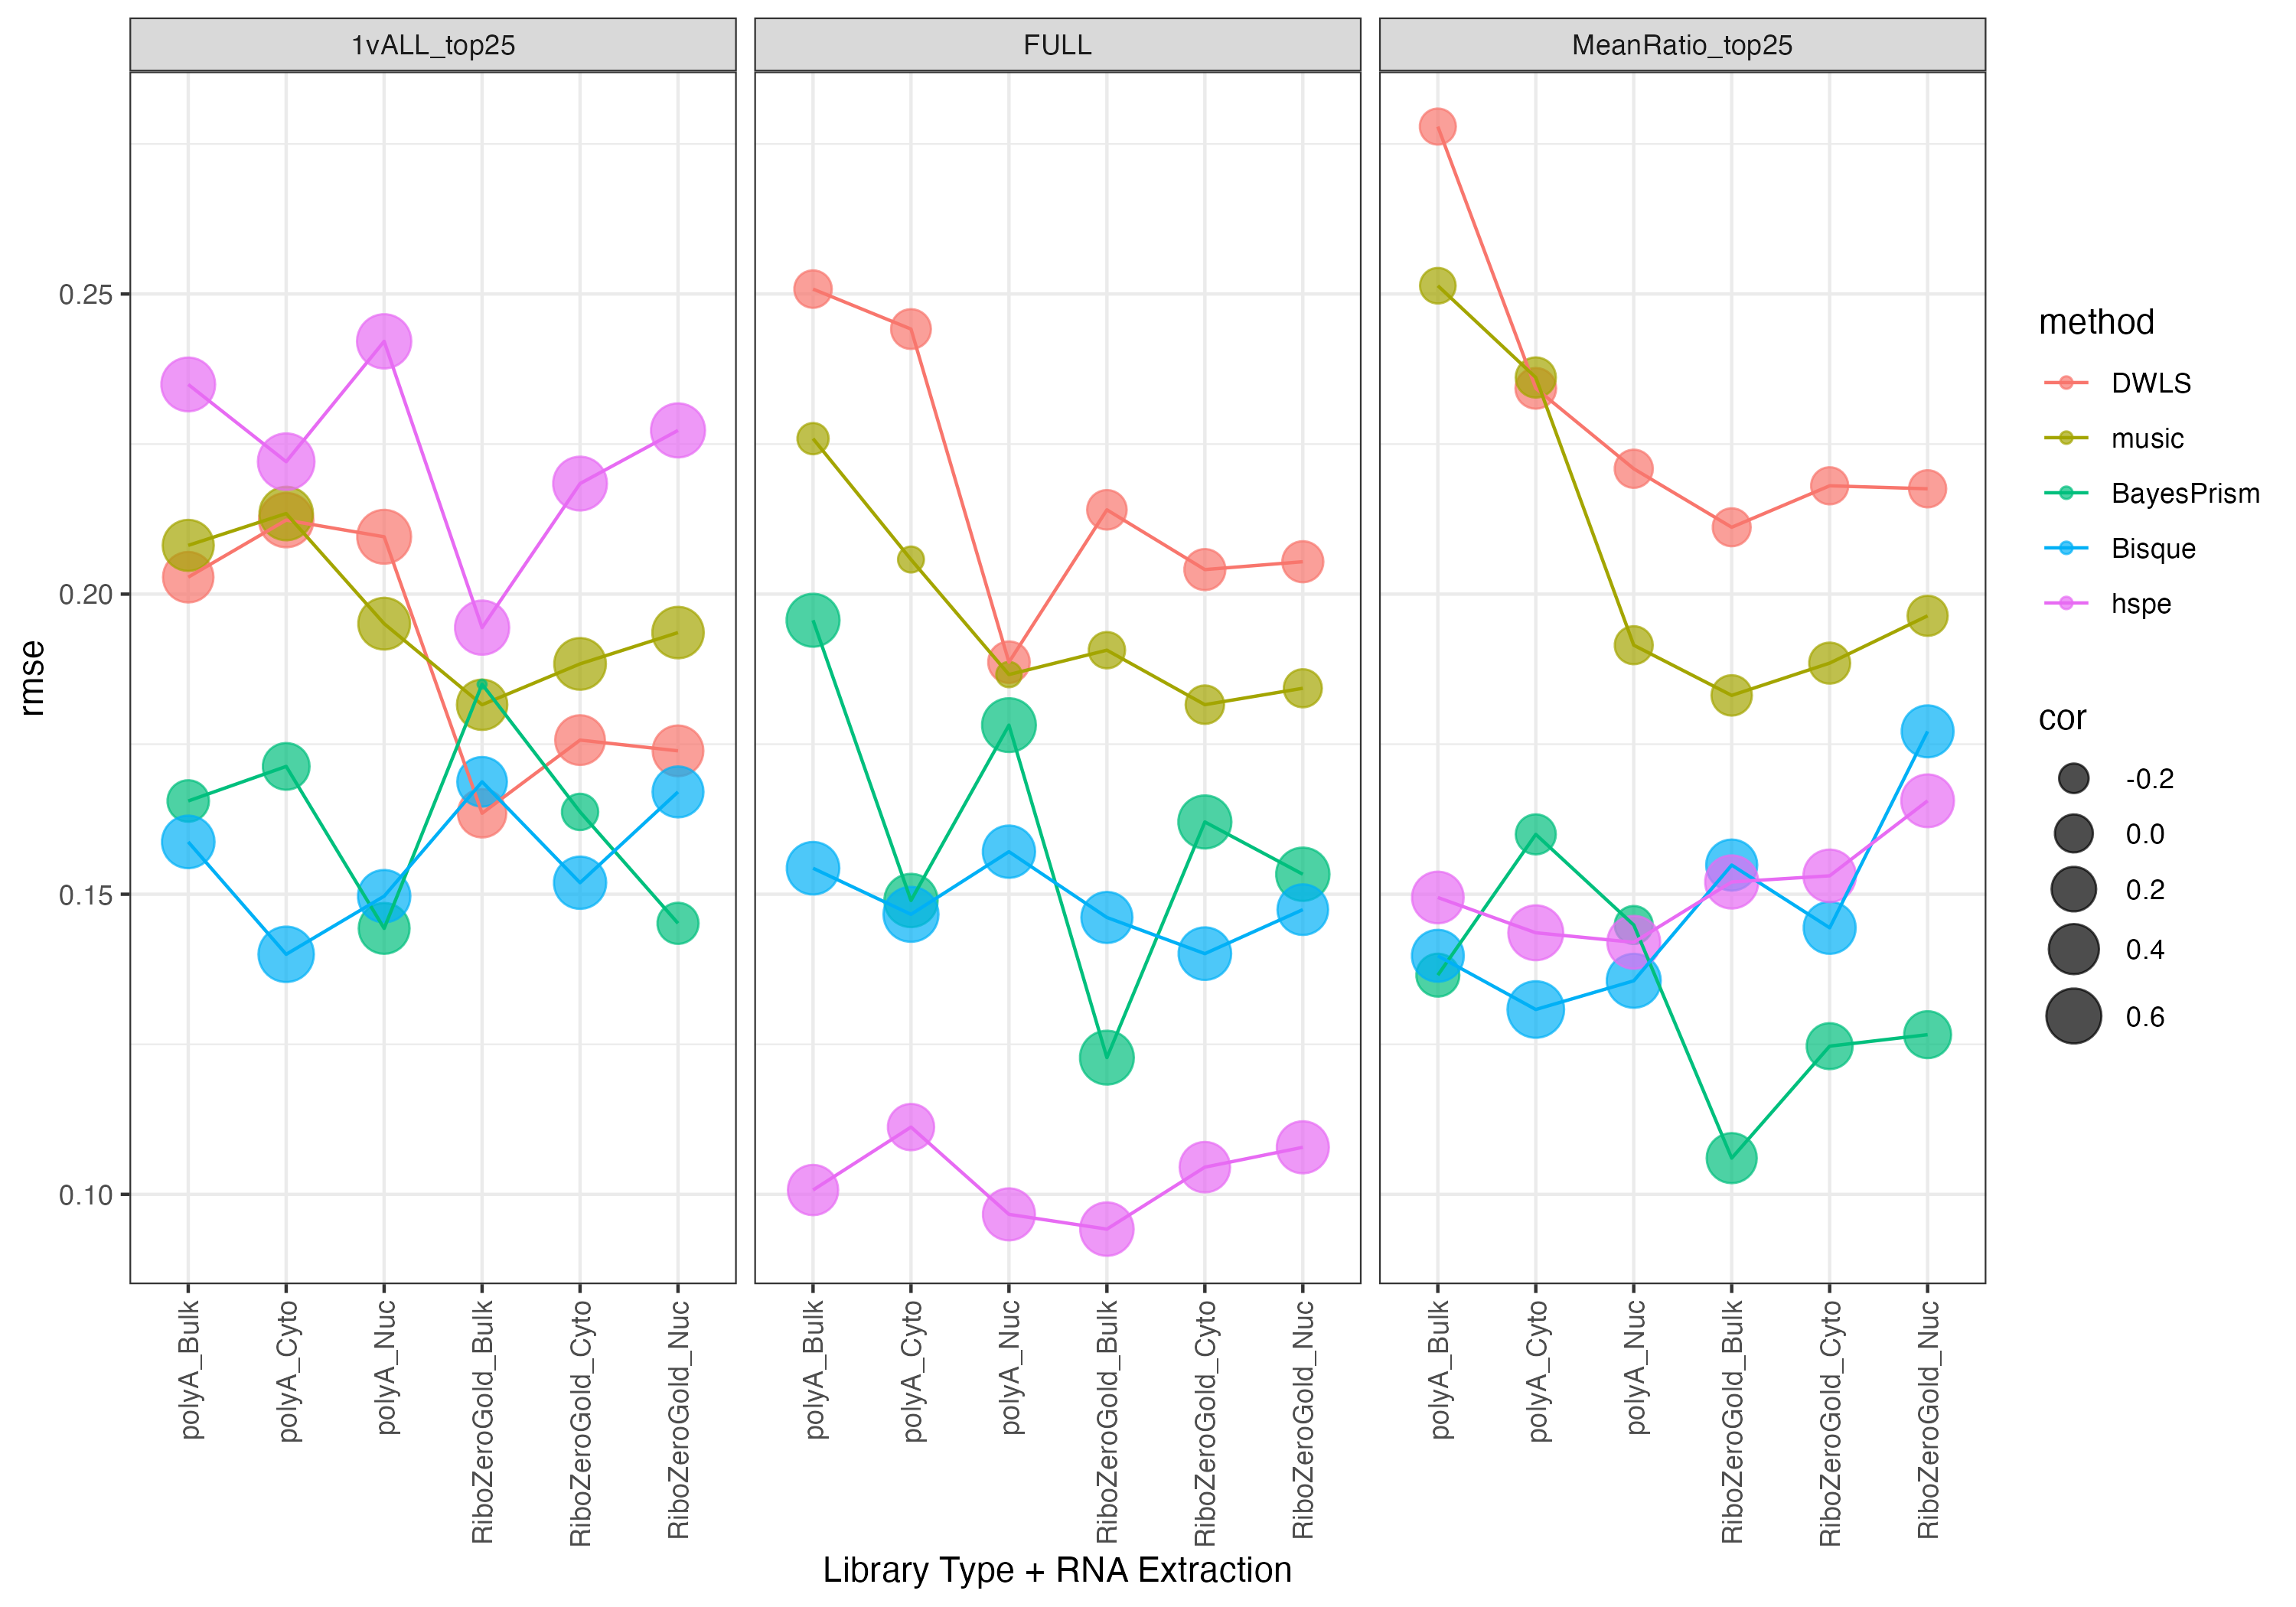 1vALL_top25
FULL
MeanRatio_top25
rmse
0.25
0.20
0.15
0.10
polyA_Bulk
polyA_Cyto
polyA_Nuc
RiboZeroGold_Bulk
RiboZeroGold_Cyto
RiboZeroGold_Nuc
polyA_Bulk
polyA_Cyto
polyA_Nuc
RiboZeroGold_Bulk
RiboZeroGold_Cyto
RiboZeroGold_Nuc
polyA_Bulk
polyA_Cyto
polyA_Nuc
RiboZeroGold_Bulk
RiboZeroGold_Cyto
RiboZeroGold_Nuc
Library Type + RNA Extraction
method
DWLS
music
BayesPrism
Bisque
hspe
cor
-0.2
0.0
0.2
0.4
0.6